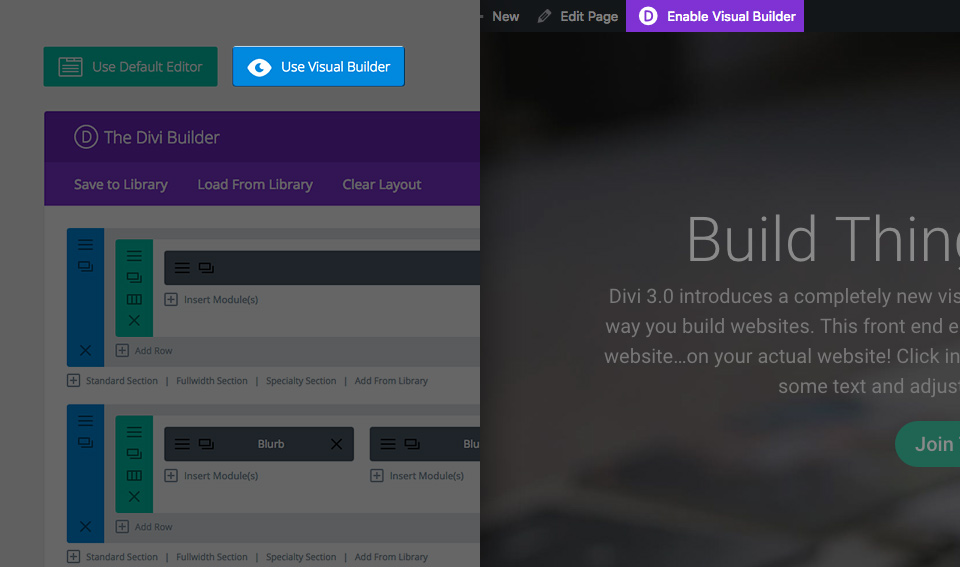 New
Edit Page
D
Enable Visual Builder
Use Default Editor
Use Visual Builder
D
The Divi Builder
Save to Library
Load From Library
Clear Layout
Insert Module(s)
Add Row
Standard Section | Fullwidth Section | Specialty Section | Add From Library
Blurb
Blu
Insert Module(s)
Insert Module(s)
Add Row
Standard Section | Fullwidth Section | Specialty Section | Add From Library
Build Thing
Divi 3.0 introduces a completely new vis
way you build websites. This front end e
website…on your actual website! Click in
some text and adjust
Join